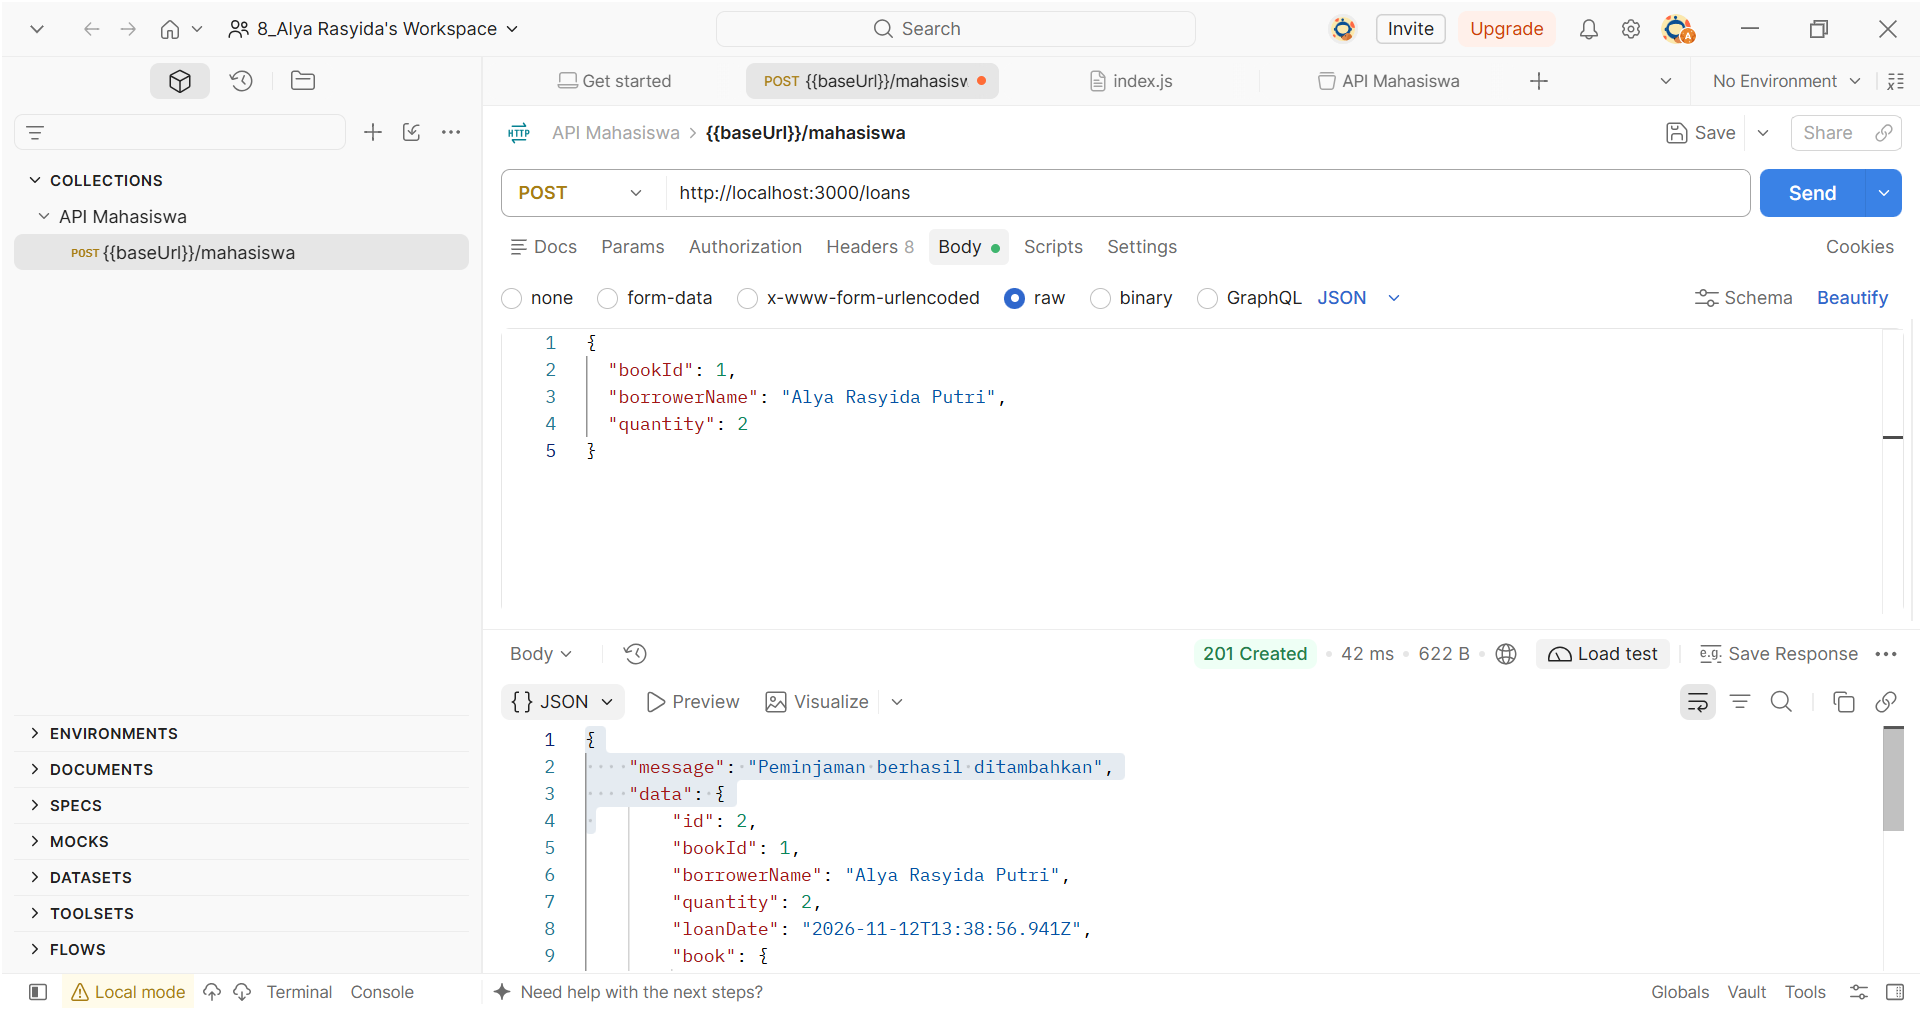 8_Alya Rasyida's Workspace
Search
Invite
Upgrade
A
Get started
POST {{baseUrl}}/mahasisw
index.js
API Mahasiswa
No Environment
HTTP
API Mahasiswa > {{baseUrl}}/mahasiswa
Save
Share
COLLECTIONS
API Mahasiswa
POST {{baseUrl}}/mahasiswa
POST
http://localhost:3000/loans
Send
Docs
Params
Authorization
Headers 8
Body
Scripts
Settings
Cookies
none
form-data
x-www-form-urlencoded
raw
binary
GraphQL
JSON
Schema
Beautify
1 {
2 "bookId": 1,
3 "borrowerName": "Alya Rasyida Putri",
4 "quantity": 2
5 }
Body
201 Created
42 ms
622 B
Load test
e.g. Save Response
{} JSON
Preview
Visualize
1 {
2 "message": "Peminjaman berhasil ditambahkan",
3 "data": {
4 "id": 2,
5 "bookId": 1,
6 "borrowerName": "Alya Rasyida Putri",
7 "quantity": 2,
8 "loanDate": "2026-11-12T13:38:56.941Z",
9 "book": {
ENVIRONMENTS
DOCUMENTS
SPECS
MOCKS
DATASETS
TOOLSETS
FLOWS
Local mode
Terminal
Console
Need help with the next steps?
Globals
Vault
Tools